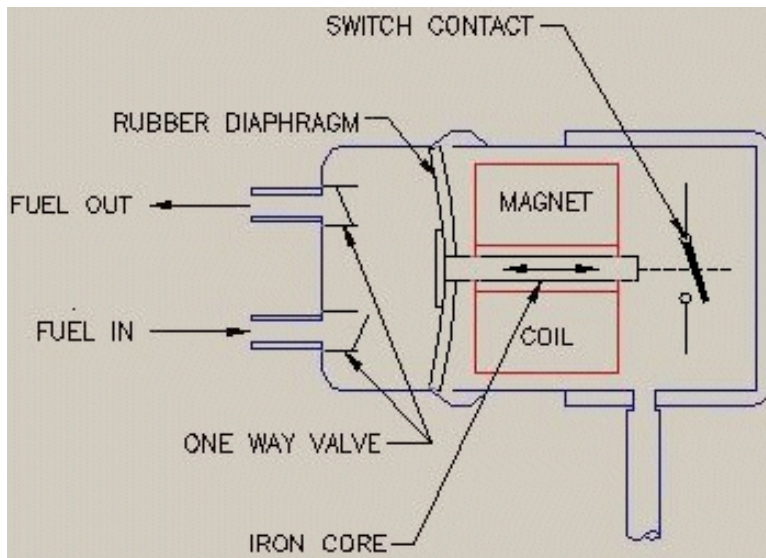 SWITCH CONTACT
RUBBER DIAPHRAGM
FUEL OUT
MAGNET
FUEL IN
COIL
ONE WAY VALVE
IRON CORE